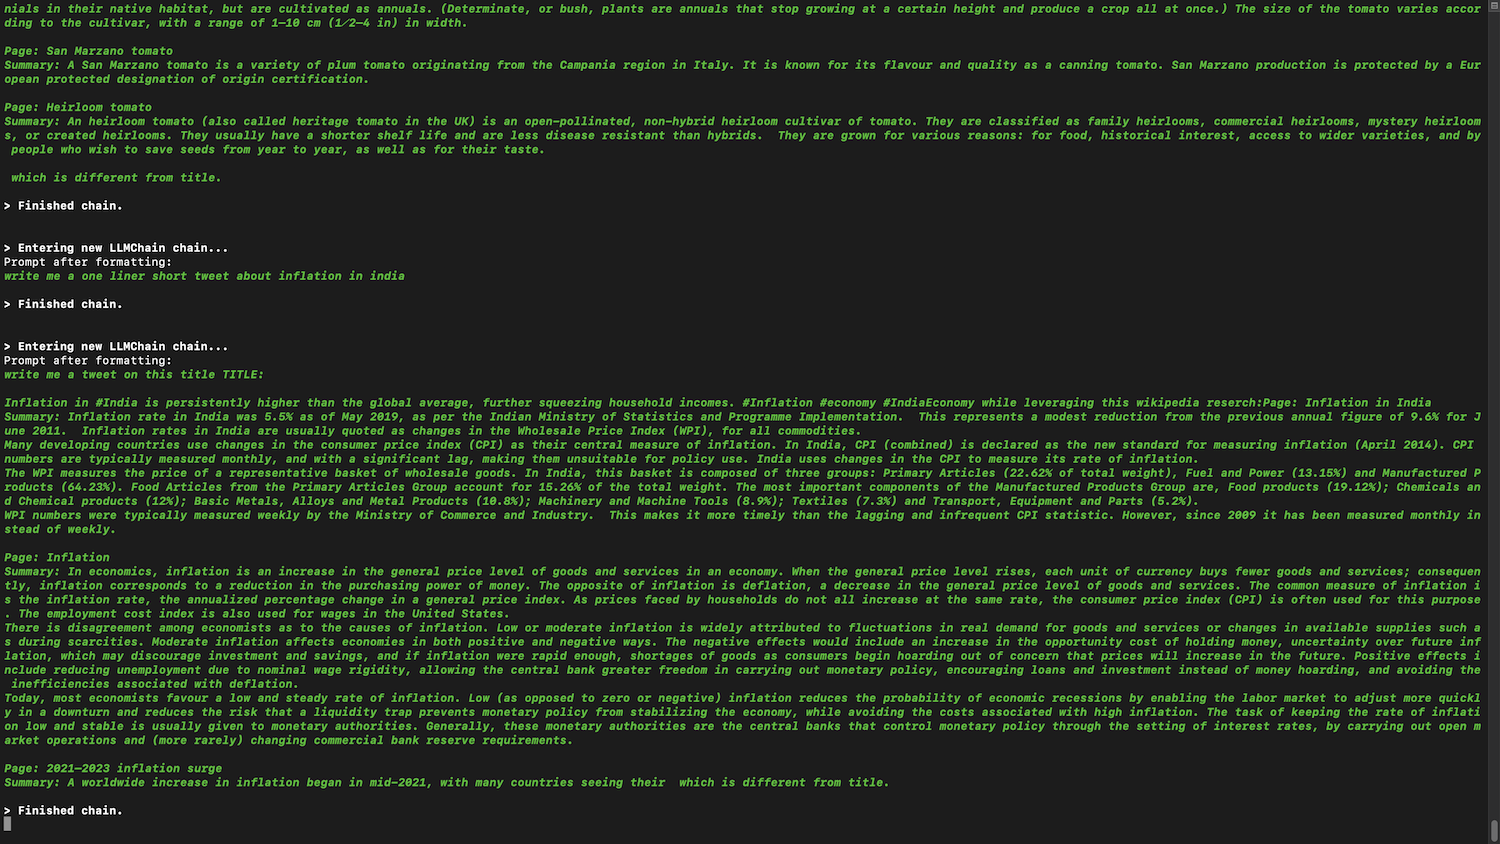 nials in their native habitat, but are cultivated as annuals. (Determinate, or bush, plants are annuals that stop growing at a certain height and produce a crop all at once.) The size of the tomato varies accor
ding to the cultivar, with a range of 1–10 cm (1⁄2–4 in) in width.

Page: San Marzano tomato
Summary: A San Marzano tomato is a variety of plum tomato originating from the Campania region in Italy. It is known for its flavour and quality as a canning tomato. San Marzano production is protected by a Eur
opean protected designation of origin certification.

Page: Heirloom tomato
Summary: An heirloom tomato (also called heritage tomato in the UK) is an open-pollinated, non-hybrid heirloom cultivar of tomato. They are classified as family heirlooms, commercial heirlooms, mystery heirloom
s, or created heirlooms. They usually have a shorter shelf life and are less disease resistant than hybrids.  They are grown for various reasons: for food, historical interest, access to wider varieties, and by
 people who wish to save seeds from year to year, as well as for their taste.

 which is different from title.

> Finished chain.

> Entering new LLMChain chain...
Prompt after formatting:
write me a one liner short tweet about inflation in india

> Finished chain.

> Entering new LLMChain chain...
Prompt after formatting:
write me a tweet on this title TITLE:

Inflation in #India is persistently higher than the global average, further squeezing household incomes. #Inflation #economy #IndiaEconomy while leveraging this wikipedia reserch:Page: Inflation in India
Summary: Inflation rate in India was 5.5% as of May 2019, as per the Indian Ministry of Statistics and Programme Implementation.  This represents a modest reduction from the previous annual figure of 9.6% for J
une 2011.  Inflation rates in India are usually quoted as changes in the Wholesale Price Index (WPI), for all commodities.
Many developing countries use changes in the consumer price index (CPI) as their central measure of inflation. In India, CPI (combined) is declared as the new standard for measuring inflation (April 2014). CPI 
numbers are typically measured monthly, and with a significant lag, making them unsuitable for policy use. India uses changes in the CPI to measure its rate of inflation.
The WPI measures the price of a representative basket of wholesale goods. In India, this basket is composed of three groups: Primary Articles (22.62% of total weight), Fuel and Power (13.15%) and Manufactured P
roducts (64.23%). Food Articles from the Primary Articles Group account for 15.26% of the total weight. The most important components of the Manufactured Products Group are, Food products (19.12%); Chemicals an
d Chemical products (12%); Basic Metals, Alloys and Metal Products (10.8%); Machinery and Machine Tools (8.9%); Textiles (7.3%) and Transport, Equipment and Parts (5.2%).
WPI numbers were typically measured weekly by the Ministry of Commerce and Industry.  This makes it more timely than the lagging and infrequent CPI statistic. However, since 2009 it has been measured monthly in
stead of weekly.

Page: Inflation
Summary: In economics, inflation is an increase in the general price level of goods and services in an economy. When the general price level rises, each unit of currency buys fewer goods and services; consequen
tly, inflation corresponds to a reduction in the purchasing power of money. The opposite of inflation is deflation, a decrease in the general price level of goods and services. The common measure of inflation i
s the inflation rate, the annualized percentage change in a general price index. As prices faced by households do not all increase at the same rate, the consumer price index (CPI) is often used for this purpose
. The employment cost index is also used for wages in the United States.
There is disagreement among economists as to the causes of inflation. Low or moderate inflation is widely attributed to fluctuations in real demand for goods and services or changes in available supplies such a
s during scarcities. Moderate inflation affects economies in both positive and negative ways. The negative effects would include an increase in the opportunity cost of holding money, uncertainty over future inf
lation, which may discourage investment and savings, and if inflation were rapid enough, shortages of goods as consumers begin hoarding out of concern that prices will increase in the future. Positive effects i
nclude reducing unemployment due to nominal wage rigidity, allowing the central bank greater freedom in carrying out monetary policy, encouraging loans and investment instead of money hoarding, and avoiding the
 inefficiencies associated with deflation.
Today, most economists favour a low and steady rate of inflation. Low (as opposed to zero or negative) inflation reduces the probability of economic recessions by enabling the labor market to adjust more quickl
y in a downturn and reduces the risk that a liquidity trap prevents monetary policy from stabilizing the economy, while avoiding the costs associated with high inflation. The task of keeping the rate of inflati
on low and stable is usually given to monetary authorities. Generally, these monetary authorities are the central banks that control monetary policy through the setting of interest rates, by carrying out open m
arket operations and (more rarely) changing commercial bank reserve requirements.

Page: 2021–2023 inflation surge
Summary: A worldwide increase in inflation began in mid-2021, with many countries seeing their  which is different from title.

> Finished chain.